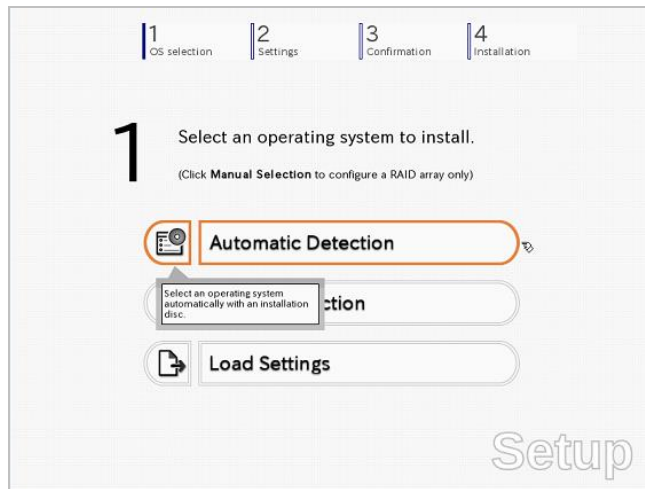 1
OS selection
2
Settings
3
Confirmation
4
Installation
1
Select an operating system to install.
(Click Manual Selection to configure a RAID array only)
Automatic Detection
Select an operating system
automatically with an installation
disc.
ction
Load Settings
Setup